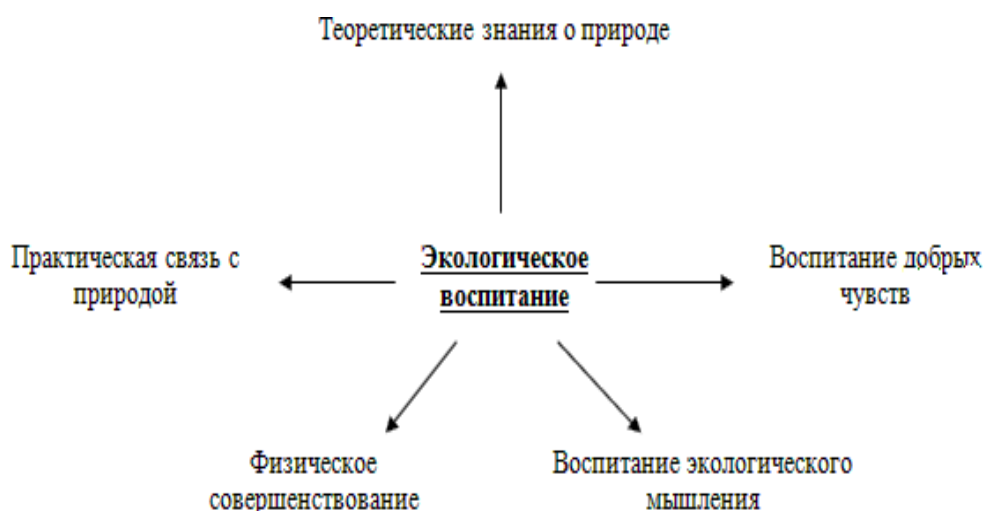 Теоретические знания о природе
Практическая связь с
природой
Экологическое
воспитание
Воспитание добрых
чувств
Физическое
совершенствование
Воспитание экологического
мышления